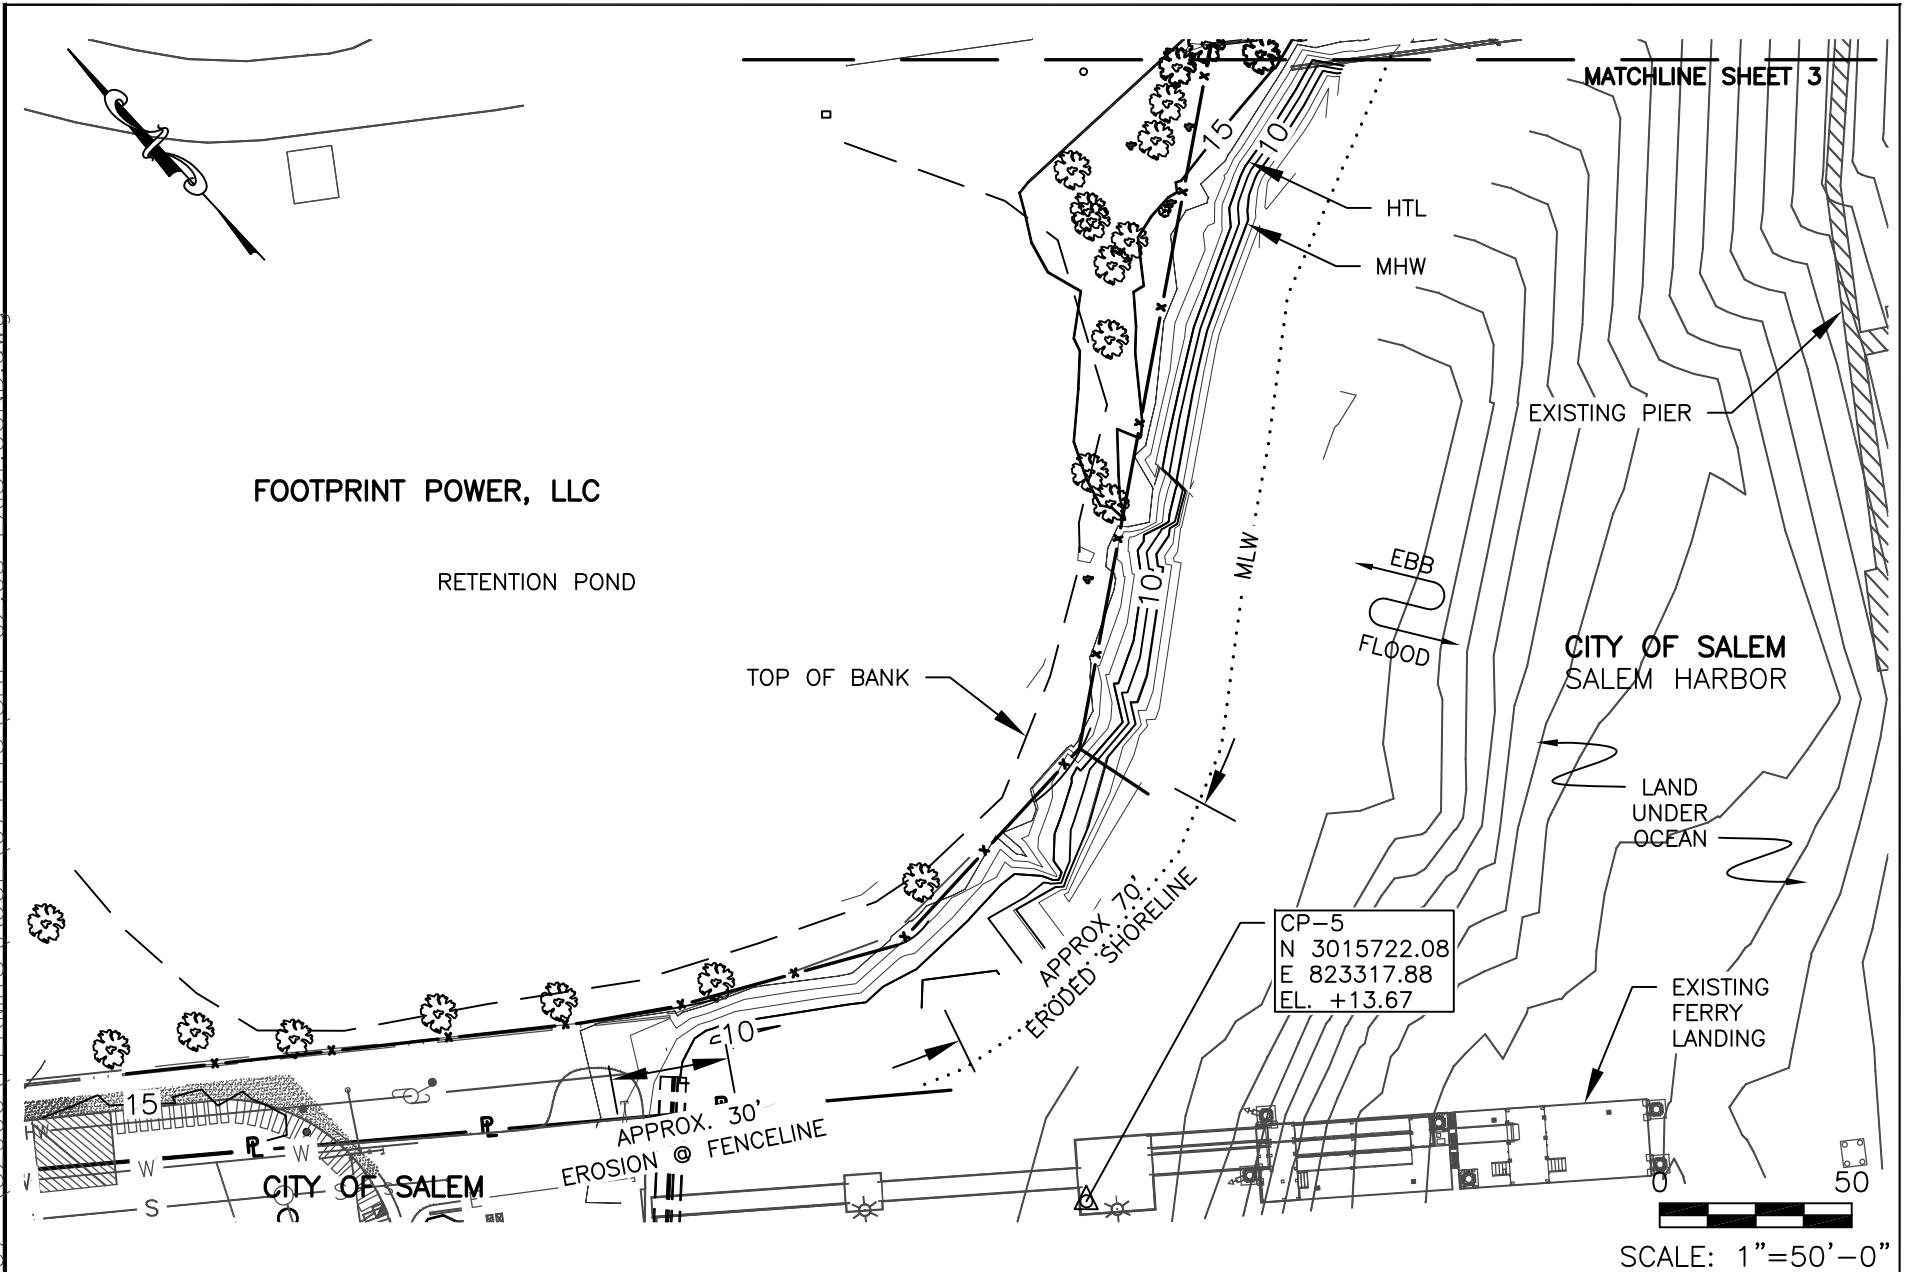 MATCHLINE SHEET 3
15
10
HTL
MHW
EXISTING PIER
FOOTPRINT POWER, LLC
RETENTION POND
MLW
EBB
FLOOD
10
CITY OF SALEM
SALEM HARBOR
TOP OF BANK
LAND
UNDER
OCEAN
APPROX 70'
ERODED SHORELINE
CP-5
N 3015722.08
E 823317.88
EL. +13.67
EXISTING
FERRY
LANDING
10
15
APPROX. 30'
EROSION @ FENCELINE
PL
PL
W
W
W
CITY OF SALEM
S
0 50
SCALE: 1"=50'-0"